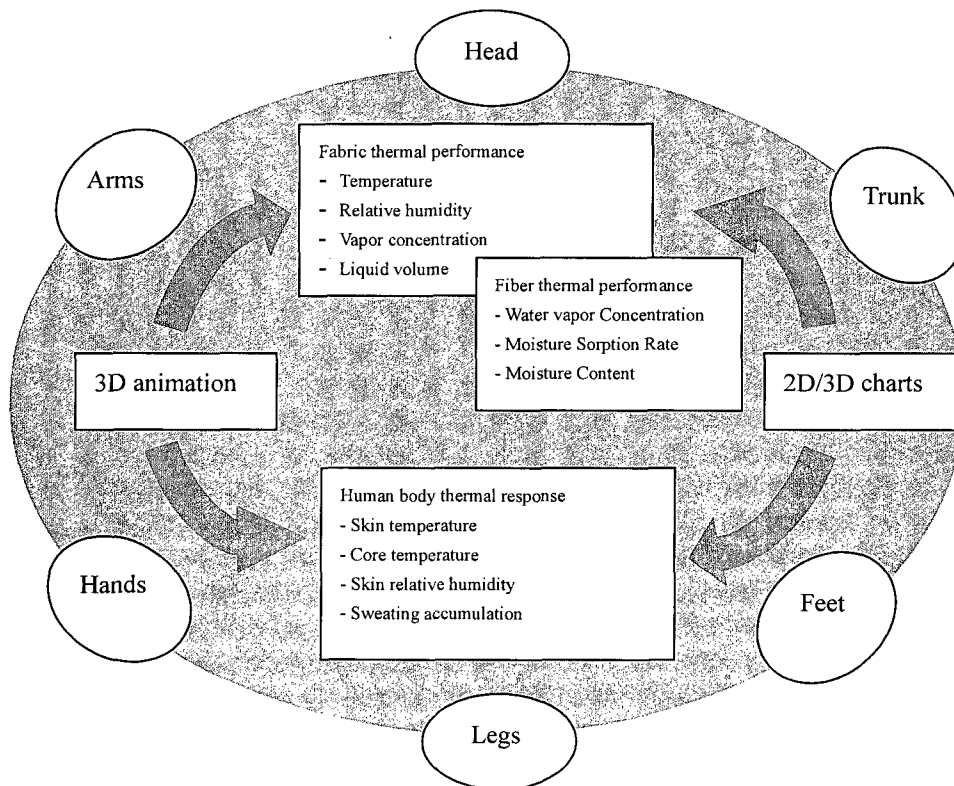 Head
Arms
Trunk
Fabric thermal performance
- Temperature
- Relative humidity
- Vapor concentration
- Liquid volume
Fiber thermal performance
- Water vapor Concentration
- Moisture Sorption Rate
- Moisture Content
3D animation
2D/3D charts
Human body thermal response
- Skin temperature
- Core temperature
- Skin relative humidity
- Sweating accumulation
Hands
Feet
Legs